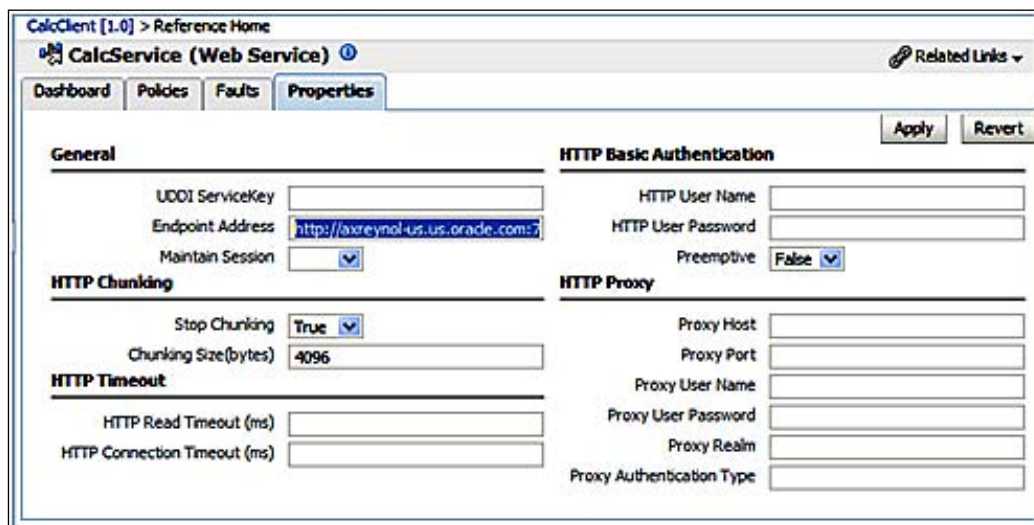 CalcClient [1.0] > Reference Home
CalcService (Web Service)
Related Links
Dashboard Policies Faults Properties
Apply Revert
General
UDDI ServiceKey
Endpoint Address http://axreynol-us.us.oracle.com:7
Maintain Session
HTTP Chunking
Stop Chunking True
Chunking Size(bytes) 4096
HTTP Timeout
HTTP Read Timeout (ms)
HTTP Connection Timeout (ms)
HTTP Basic Authentication
HTTP User Name
HTTP User Password
Preemptive False
HTTP Proxy
Proxy Host
Proxy Port
Proxy User Name
Proxy User Password
Proxy Realm
Proxy Authentication Type